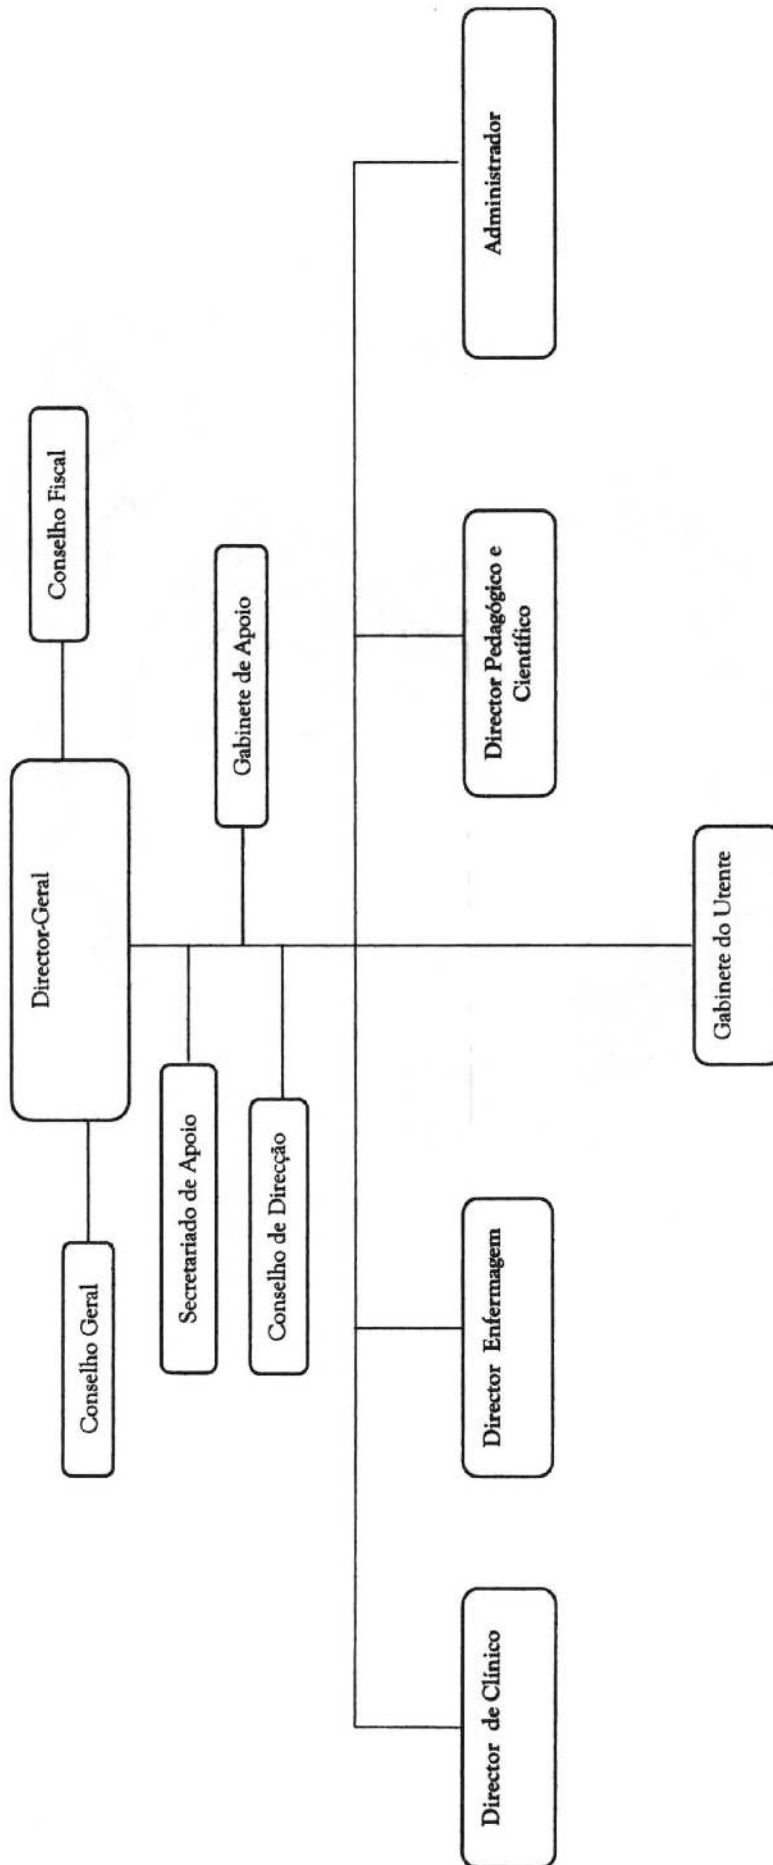 Director-Geral
Conselho Geral
Conselho Fiscal
Secretariado de Apoio
Gabinete de Apoio
Conselho de Direcção
Director de Clínico
Director Enfermagem
Director Pedagógico e
Científico
Administrador
Gabinete do Utente